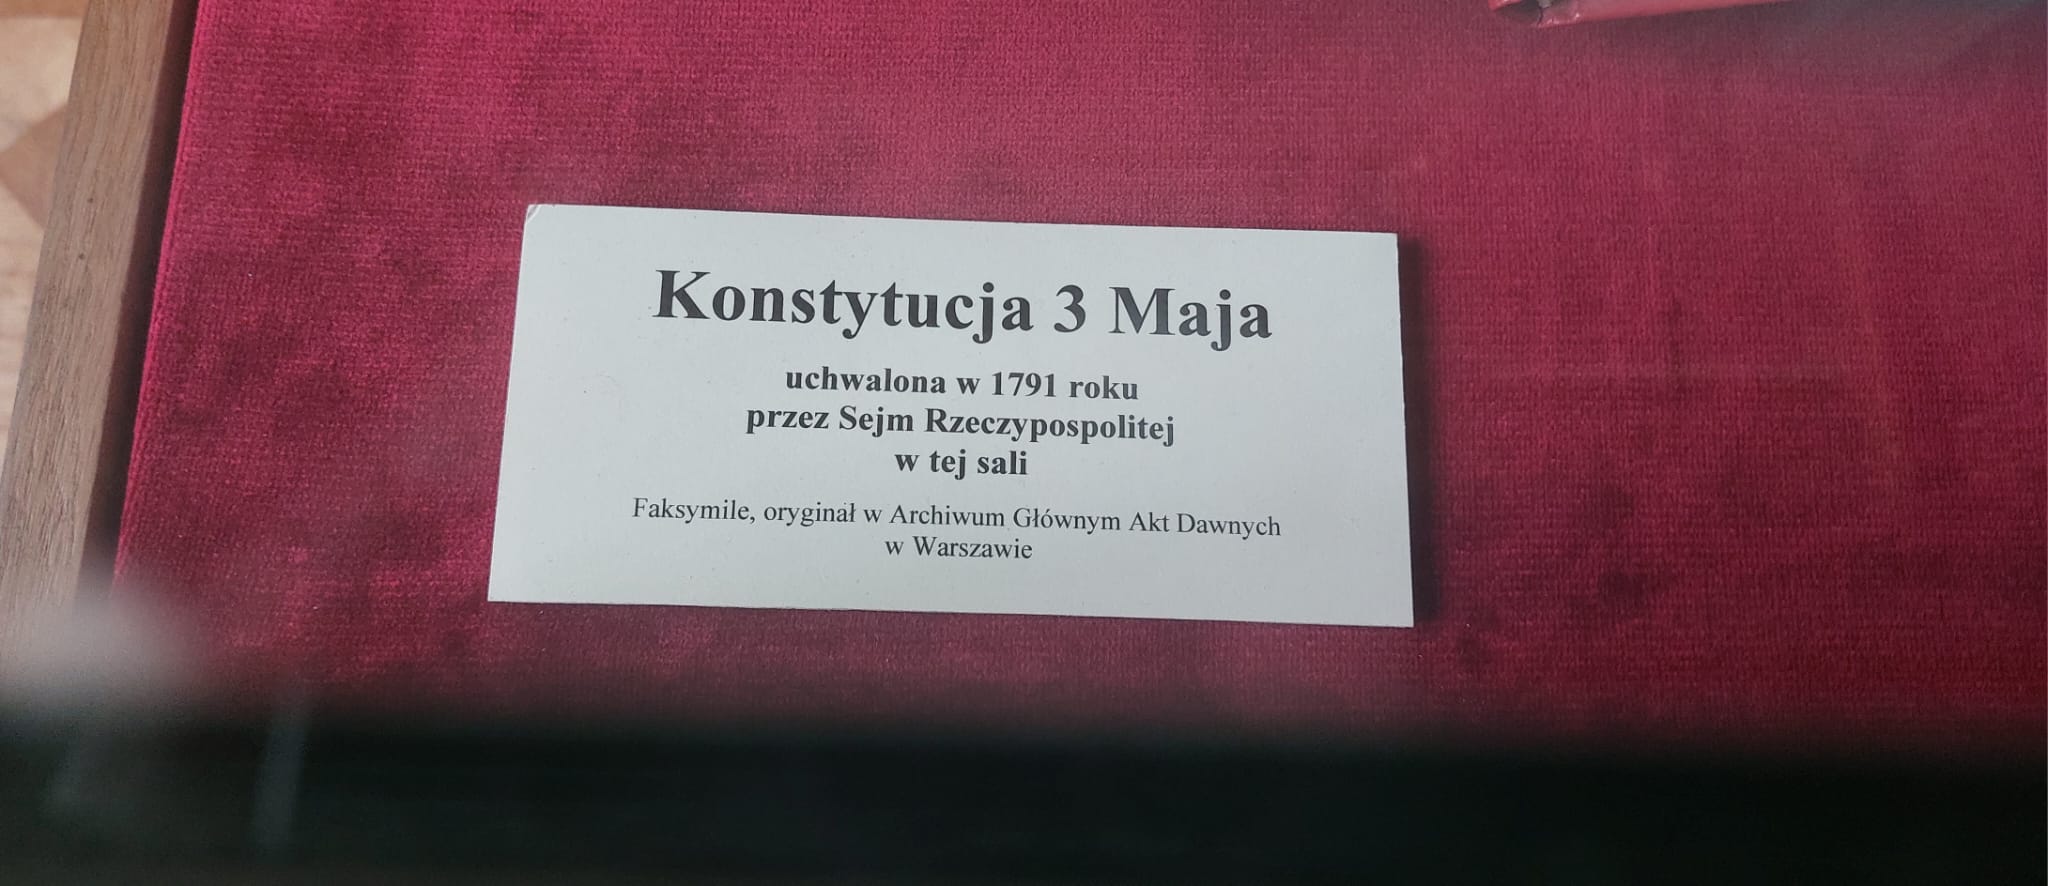 Konstytucja 3 Maja
uchwalona w 1791 roku
przez Sejm Rzeczypospolitej
w tej sali
Faksymile, oryginał w Archiwum Głównym Akt Dawnych
w Warszawie